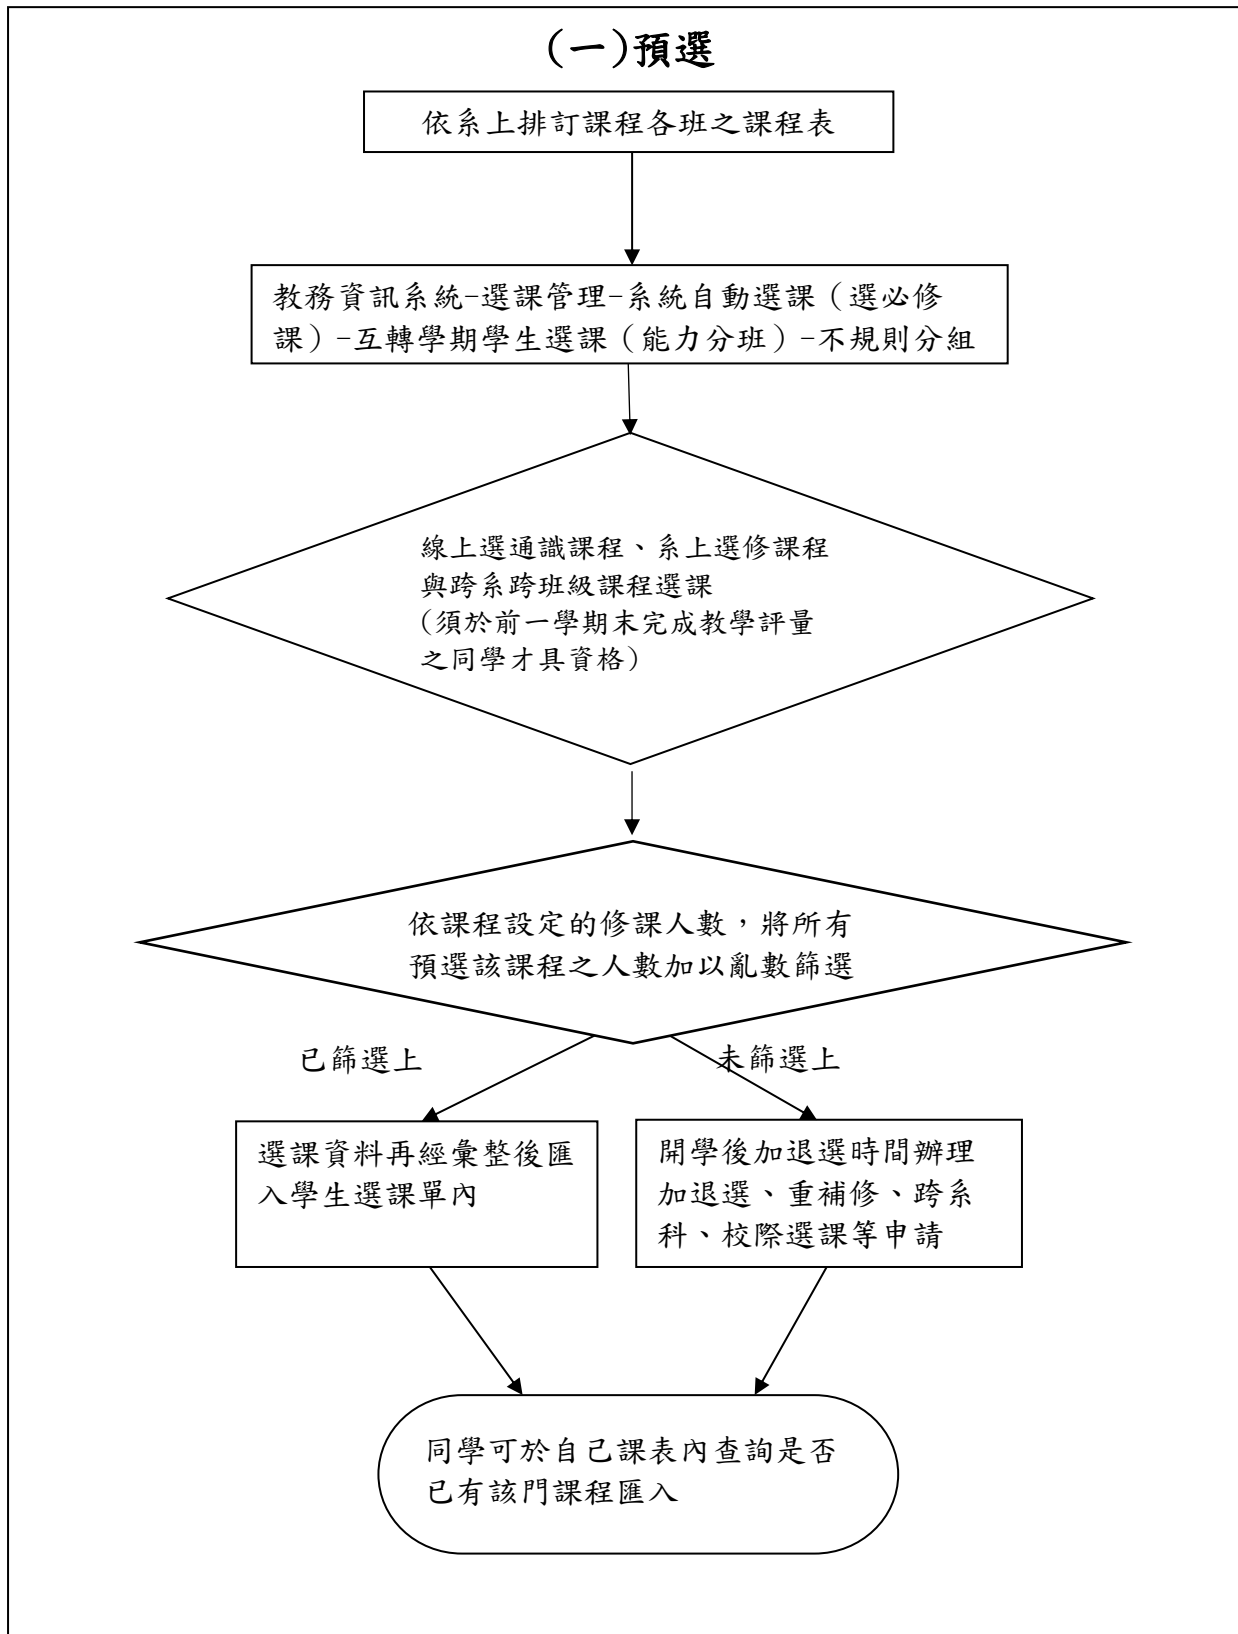 (一)預選
依系上排訂課程各班之課程表
教務資訊系統-選課管理-系統自動選課（選必修
課）-互轉學期學生選課（能力分班）-不規則分組
線上選通識課程、系上選修課程
與跨系跨班級課程選課
(須於前一學期末完成教學評量
之同學才具資格)
依課程設定的修課人數，將所有
預選該課程之人數加以亂數篩選
已篩選上
未篩選上
選課資料再經彙整後匯
入學生選課單內
開學後加退選時間辦理
加退選、重補修、跨系
科、校際選課等申請
同學可於自己課表內查詢是否
已有該門課程匯入